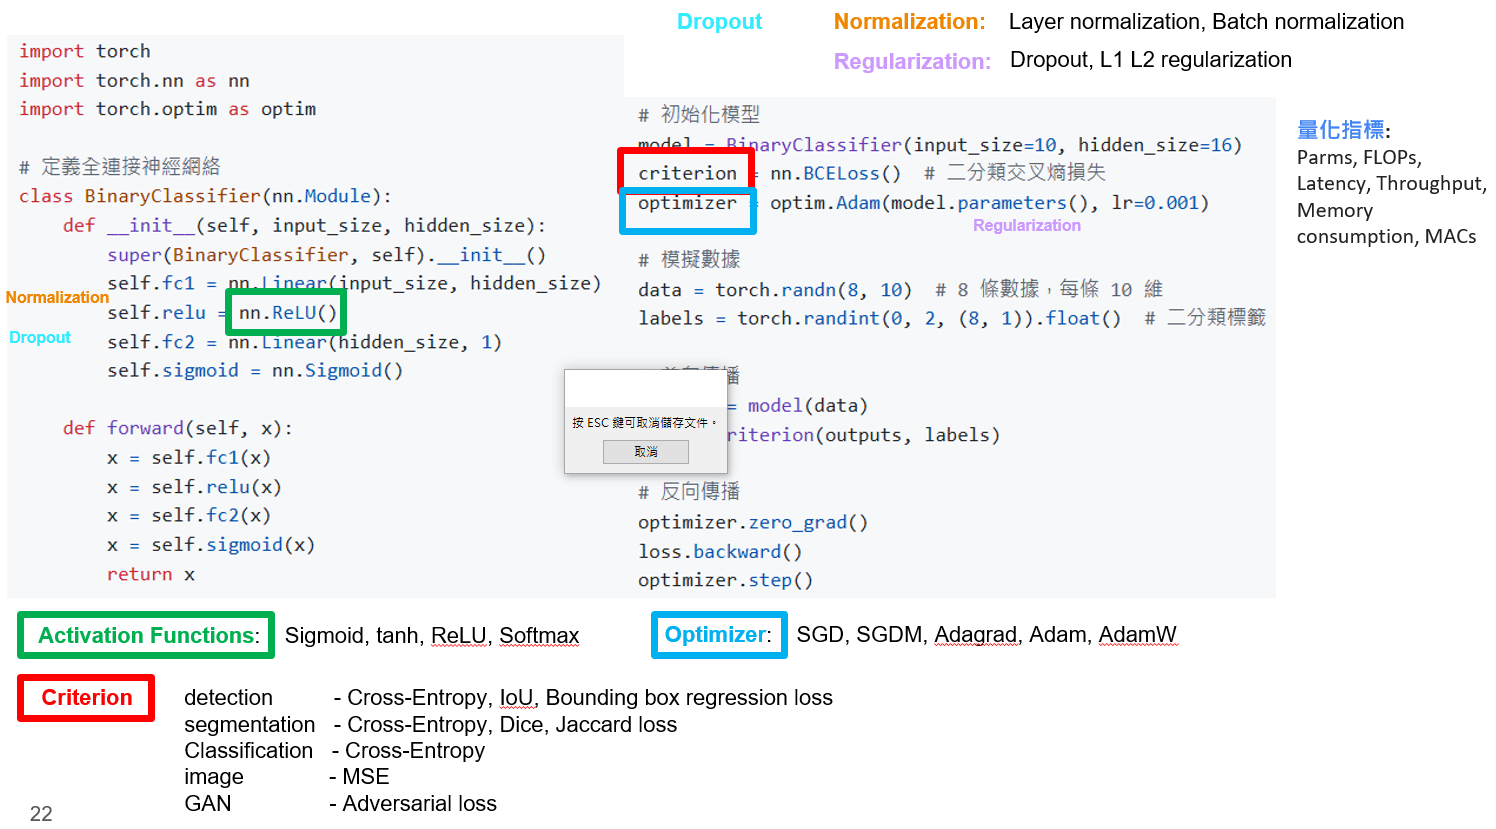 Dropout
Normalization: Layer normalization, Batch normalization
Regularization: Dropout, L1 L2 regularization
import torch
import torch.nn as nn
import torch.optim as optim
# 定義全連接神經網絡
class BinaryClassifier(nn.Module):
def __init__(self, input_size, hidden_size):
super(BinaryClassifier, self).__init__()
self.fc1 = nn.Linear(input_size, hidden_size)
Normalization
self.relu = nn.ReLU()
Dropout
self.fc2 = nn.Linear(hidden_size, 1)
self.sigmoid = nn.Sigmoid()
def forward(self, x):
x = self.fc1(x)
x = self.relu(x)
x = self.fc2(x)
x = self.sigmoid(x)
return x
# 初始化模型
model = BinaryClassifier(input_size=10, hidden_size=16)
criterion = nn.BCELoss() # 二分類交叉熵損失
optimizer = optim.Adam(model.parameters(), lr=0.001)
Regularization
# 模擬數據
data = torch.randn(8, 10) # 8 條數據，每條 10 維
labels = torch.randint(0, 2, (8, 1)).float() # 二分類標籤
傳播
= model(data)
riterion(outputs, labels)
# 反向傳播
optimizer.zero_grad()
loss.backward()
optimizer.step()
按 ESC 鍵可取消儲存文件。
取消
量化指標:
Parms, FLOPs,
Latency, Throughput,
Memory
consumption, MACs
Activation Functions: Sigmoid, tanh, ReLU, Softmax
Optimizer: SGD, SGDM, Adagrad, Adam, AdamW
Criterion
detection - Cross-Entropy, IoU, Bounding box regression loss
segmentation - Cross-Entropy, Dice, Jaccard loss
Classification - Cross-Entropy
image - MSE
GAN - Adversarial loss
22